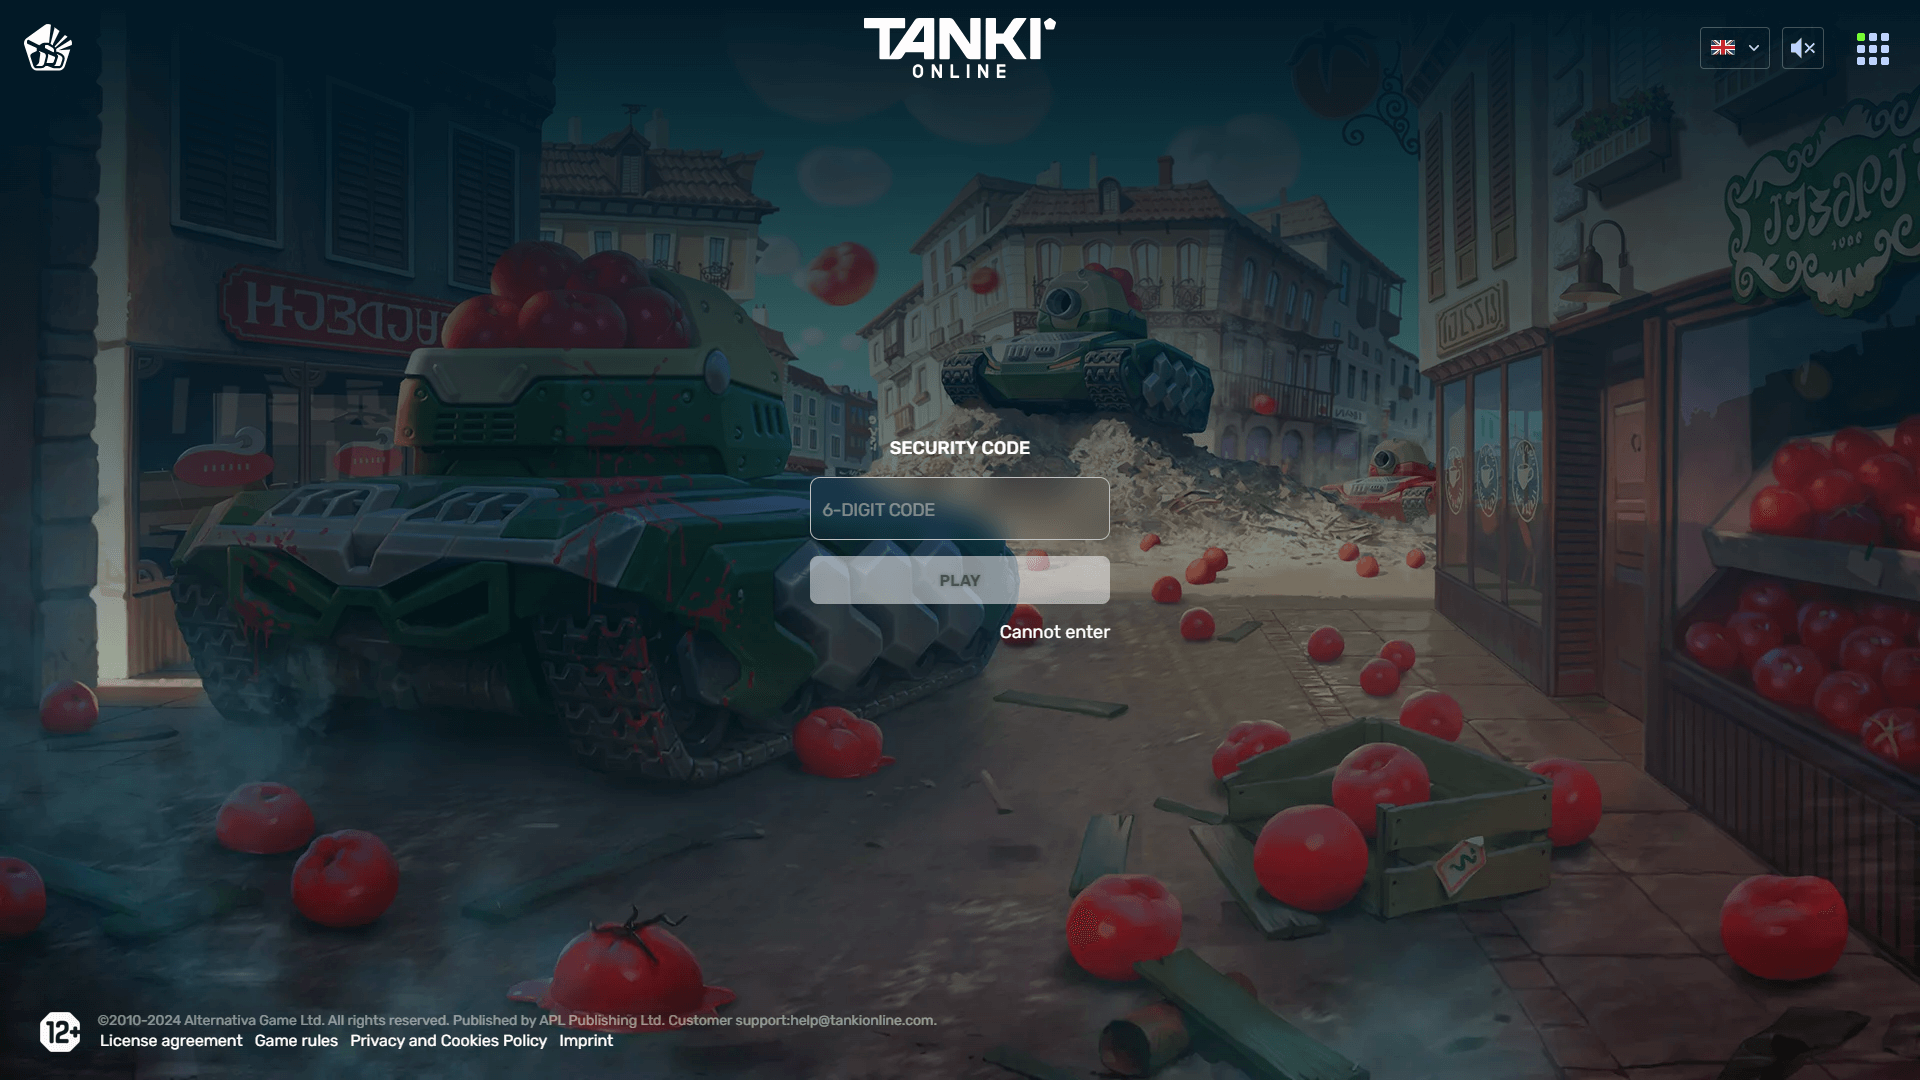 TANKI
ONLINE
SECURITY CODE
6-DIGIT CODE
PLAY
Cannot enter
12+
©2010-2024 Alternativa Game Ltd. All rights reserved. Published by APL Publishing Ltd. Customer support:help@tankionline.com.
License agreement Game rules Privacy and Cookies Policy Interprint